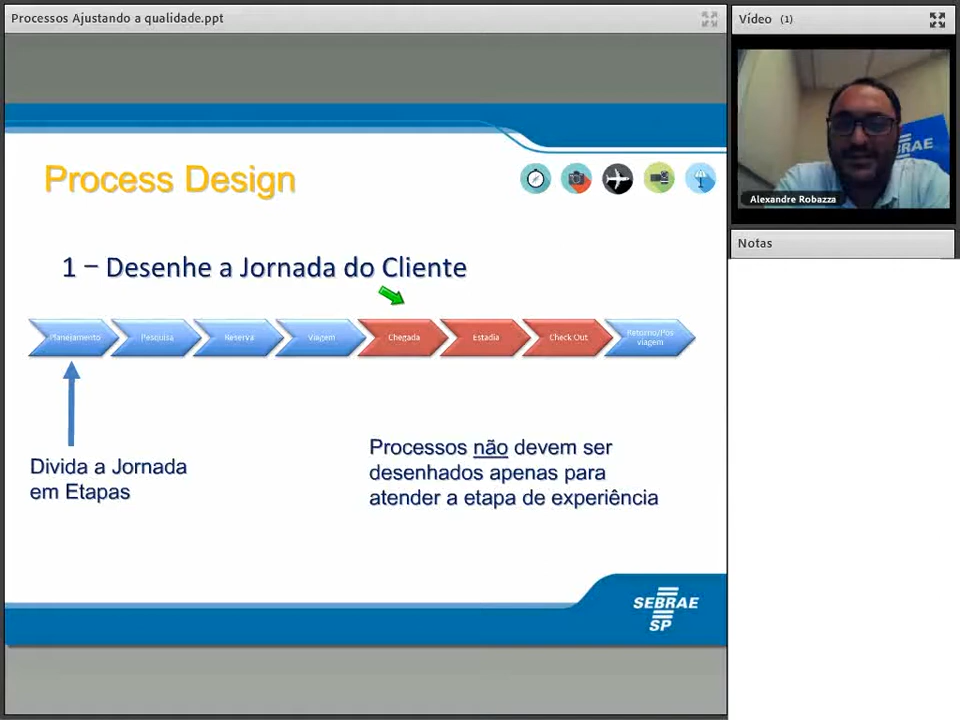 Processos Ajustando a qualidade.ppt
Vídeo (1)
Process Design
BRAE
Alexandre Robazza
Notas
1 – Desenhe a Jornada do Cliente
Planejamento
Pesquisa
Reserva
Viagem
Chegada
Estadia
Check Out
Retorno/Pós
viagem
Divida a Jornada
em Etapas
Processos não devem ser
desenhados apenas para
atender a etapa de experiência
SEBRAE
SP